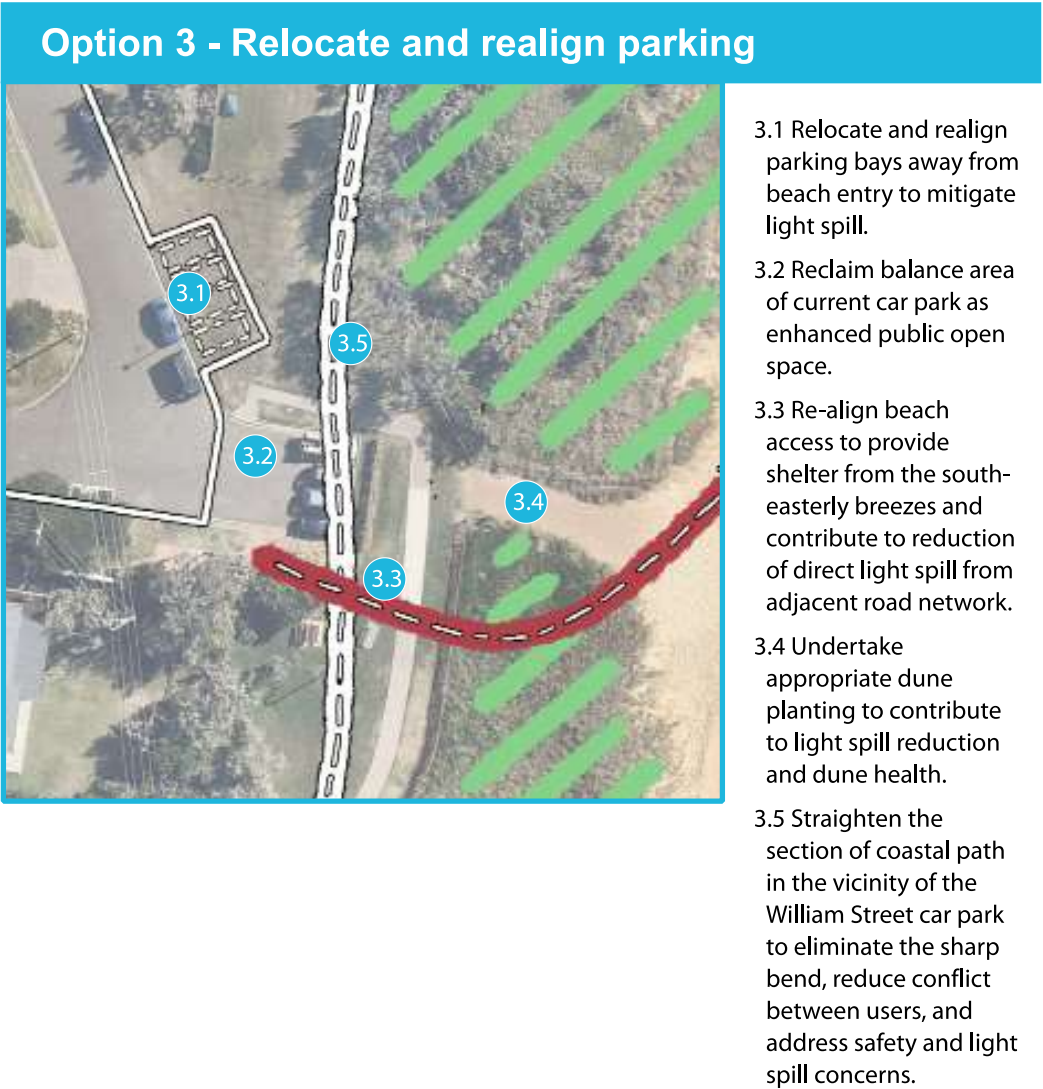 Option 3 - Relocate and realign parking
3.1
3.5
3.2
3.4
3.3
3.1 Relocate and realign
parking bays away from
beach entry to mitigate
light spill.
3.2 Reclaim balance area
of current car park as
enhanced public open
space.
3.3 Re-align beach
access to provide
shelter from the south-
easterly breezes and
contribute to reduction
of direct light spill from
adjacent road network.
3.4 Undertake
appropriate dune
planting to contribute
to light spill reduction
and dune health.
3.5 Straighten the
section of coastal path
in the vicinity of the
William Street car park
to eliminate the sharp
bend, reduce conflict
between users, and
address safety and light
spill concerns.